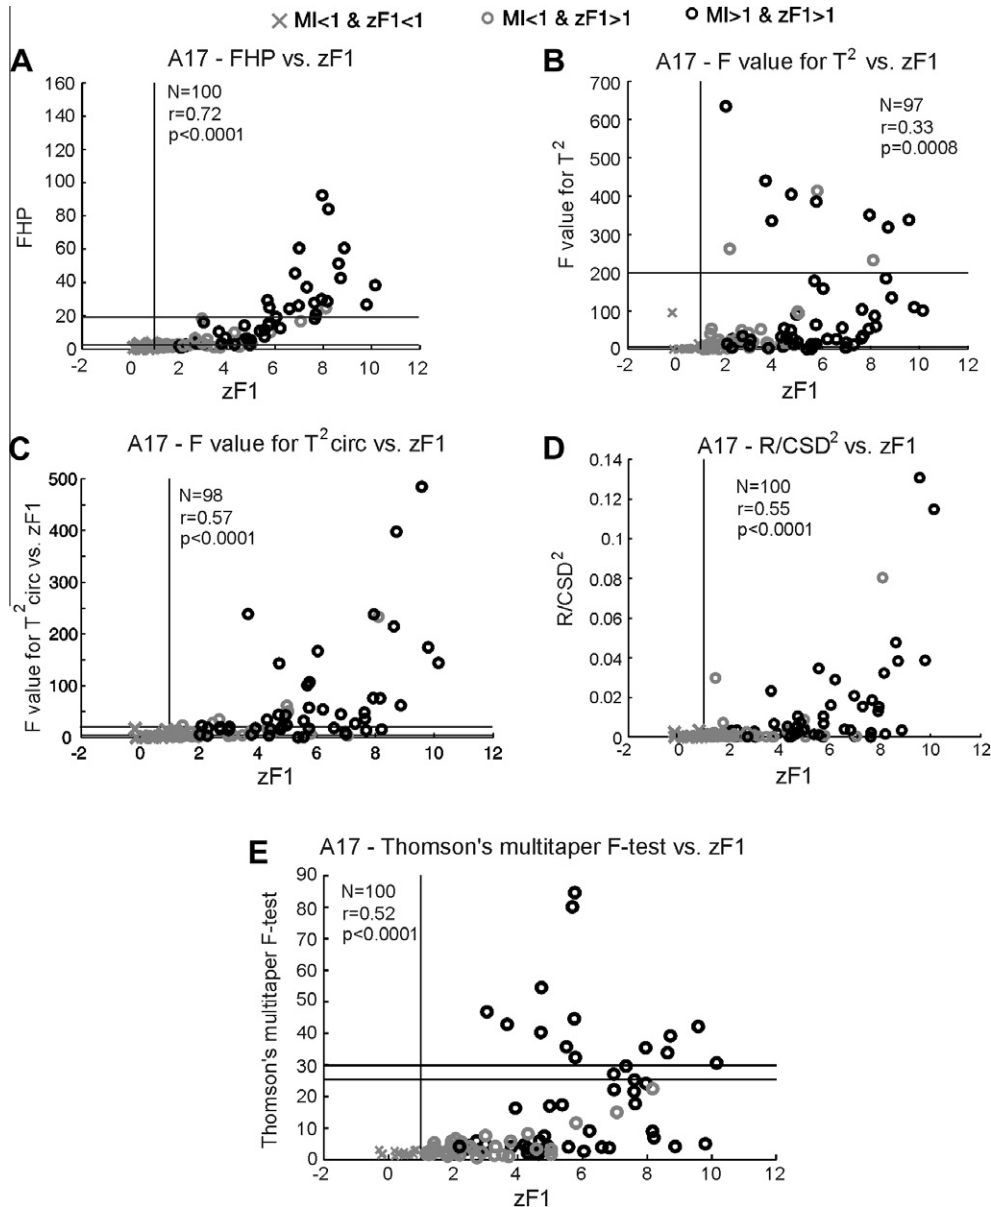 × MI<1 & zF1<1 o MI<1 & zF1>1 o MI>1 & zF1>1
A
A17 - FHP vs. zF1
N=100
r=0.72
p<0.0001
FHP
160
140
120
100
80
60
40
20
0
-2 0 2 4 6 8 10 12
zF1
B
A17 - F value for T²  vs. zF1
N=97
r=0.33
p=0.0008
F value for T²
700
600
500
400
300
200
100
0
-2 0 2 4 6 8 10 12
zF1
C
A17 - F value for T² circ vs. zF1
N=98
r=0.57
p<0.0001
F value for T² circ vs. zF1
500
400
300
200
100
0
-2 0 2 4 6 8 10 12
zF1
D
A17 - R/CSD² vs. zF1
N=100
r=0.55
p<0.0001
R/CSD²
0.14
0.12
0.1
0.08
0.06
0.04
0.02
0
-2 0 2 4 6 8 10 12
zF1
E
A17 - Thomson's multitaper F-test vs. zF1
N=100
r=0.52
p<0.0001
Thomson's multitaper F-test
90
80
70
60
50
40
30
20
10
0
-2 0 2 4 6 8 10 12
zF1